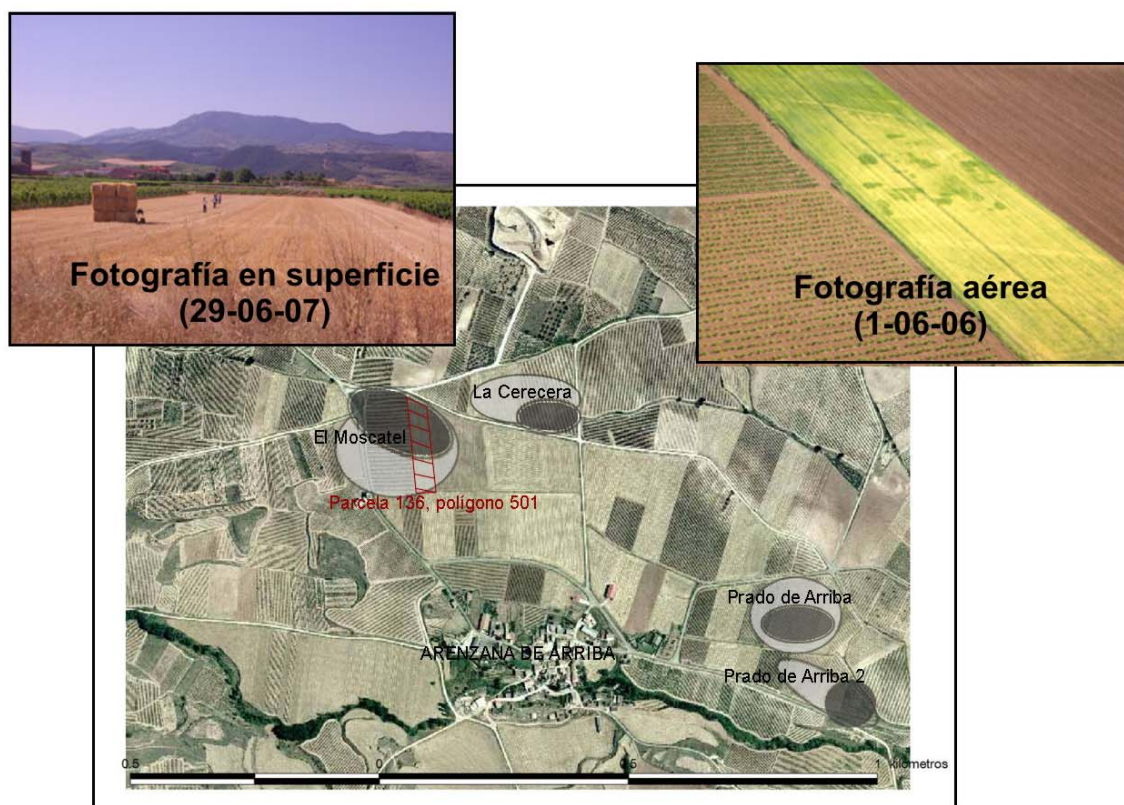 Fotografía en superficie
(29-06-07)
Fotografía aérea
(1-06-06)
La Cerecera
El Moscatel
Parcela 136, polígono 501
Prado de Arriba
ARENZANA DE ARRIBA
Prado de Arriba 2
0.5 0 0.5 1 kilómetros